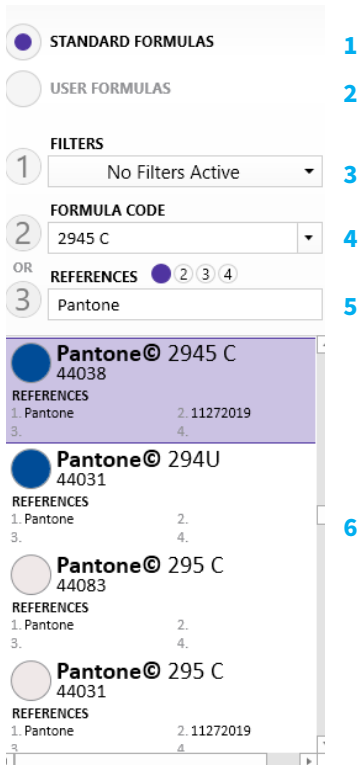 STANDARD FORMULAS 1
USER FORMULAS 2
FILTERS
1 No Filters Active 3
FORMULA CODE
2 2945 C 4
OR REFERENCES 2 3 4
3 Pantone 5
Pantone© 2945 C
44038
REFERENCES
1. Pantone 2. 11272019
3. 4.
Pantone© 294U
44031
REFERENCES
1. Pantone 2.
3. 4.
6
Pantone© 295 C
44083
REFERENCES
1. Pantone 2.
3. 4.
Pantone© 295 C
44031
REFERENCES
1. Pantone 2. 11272019
3 4